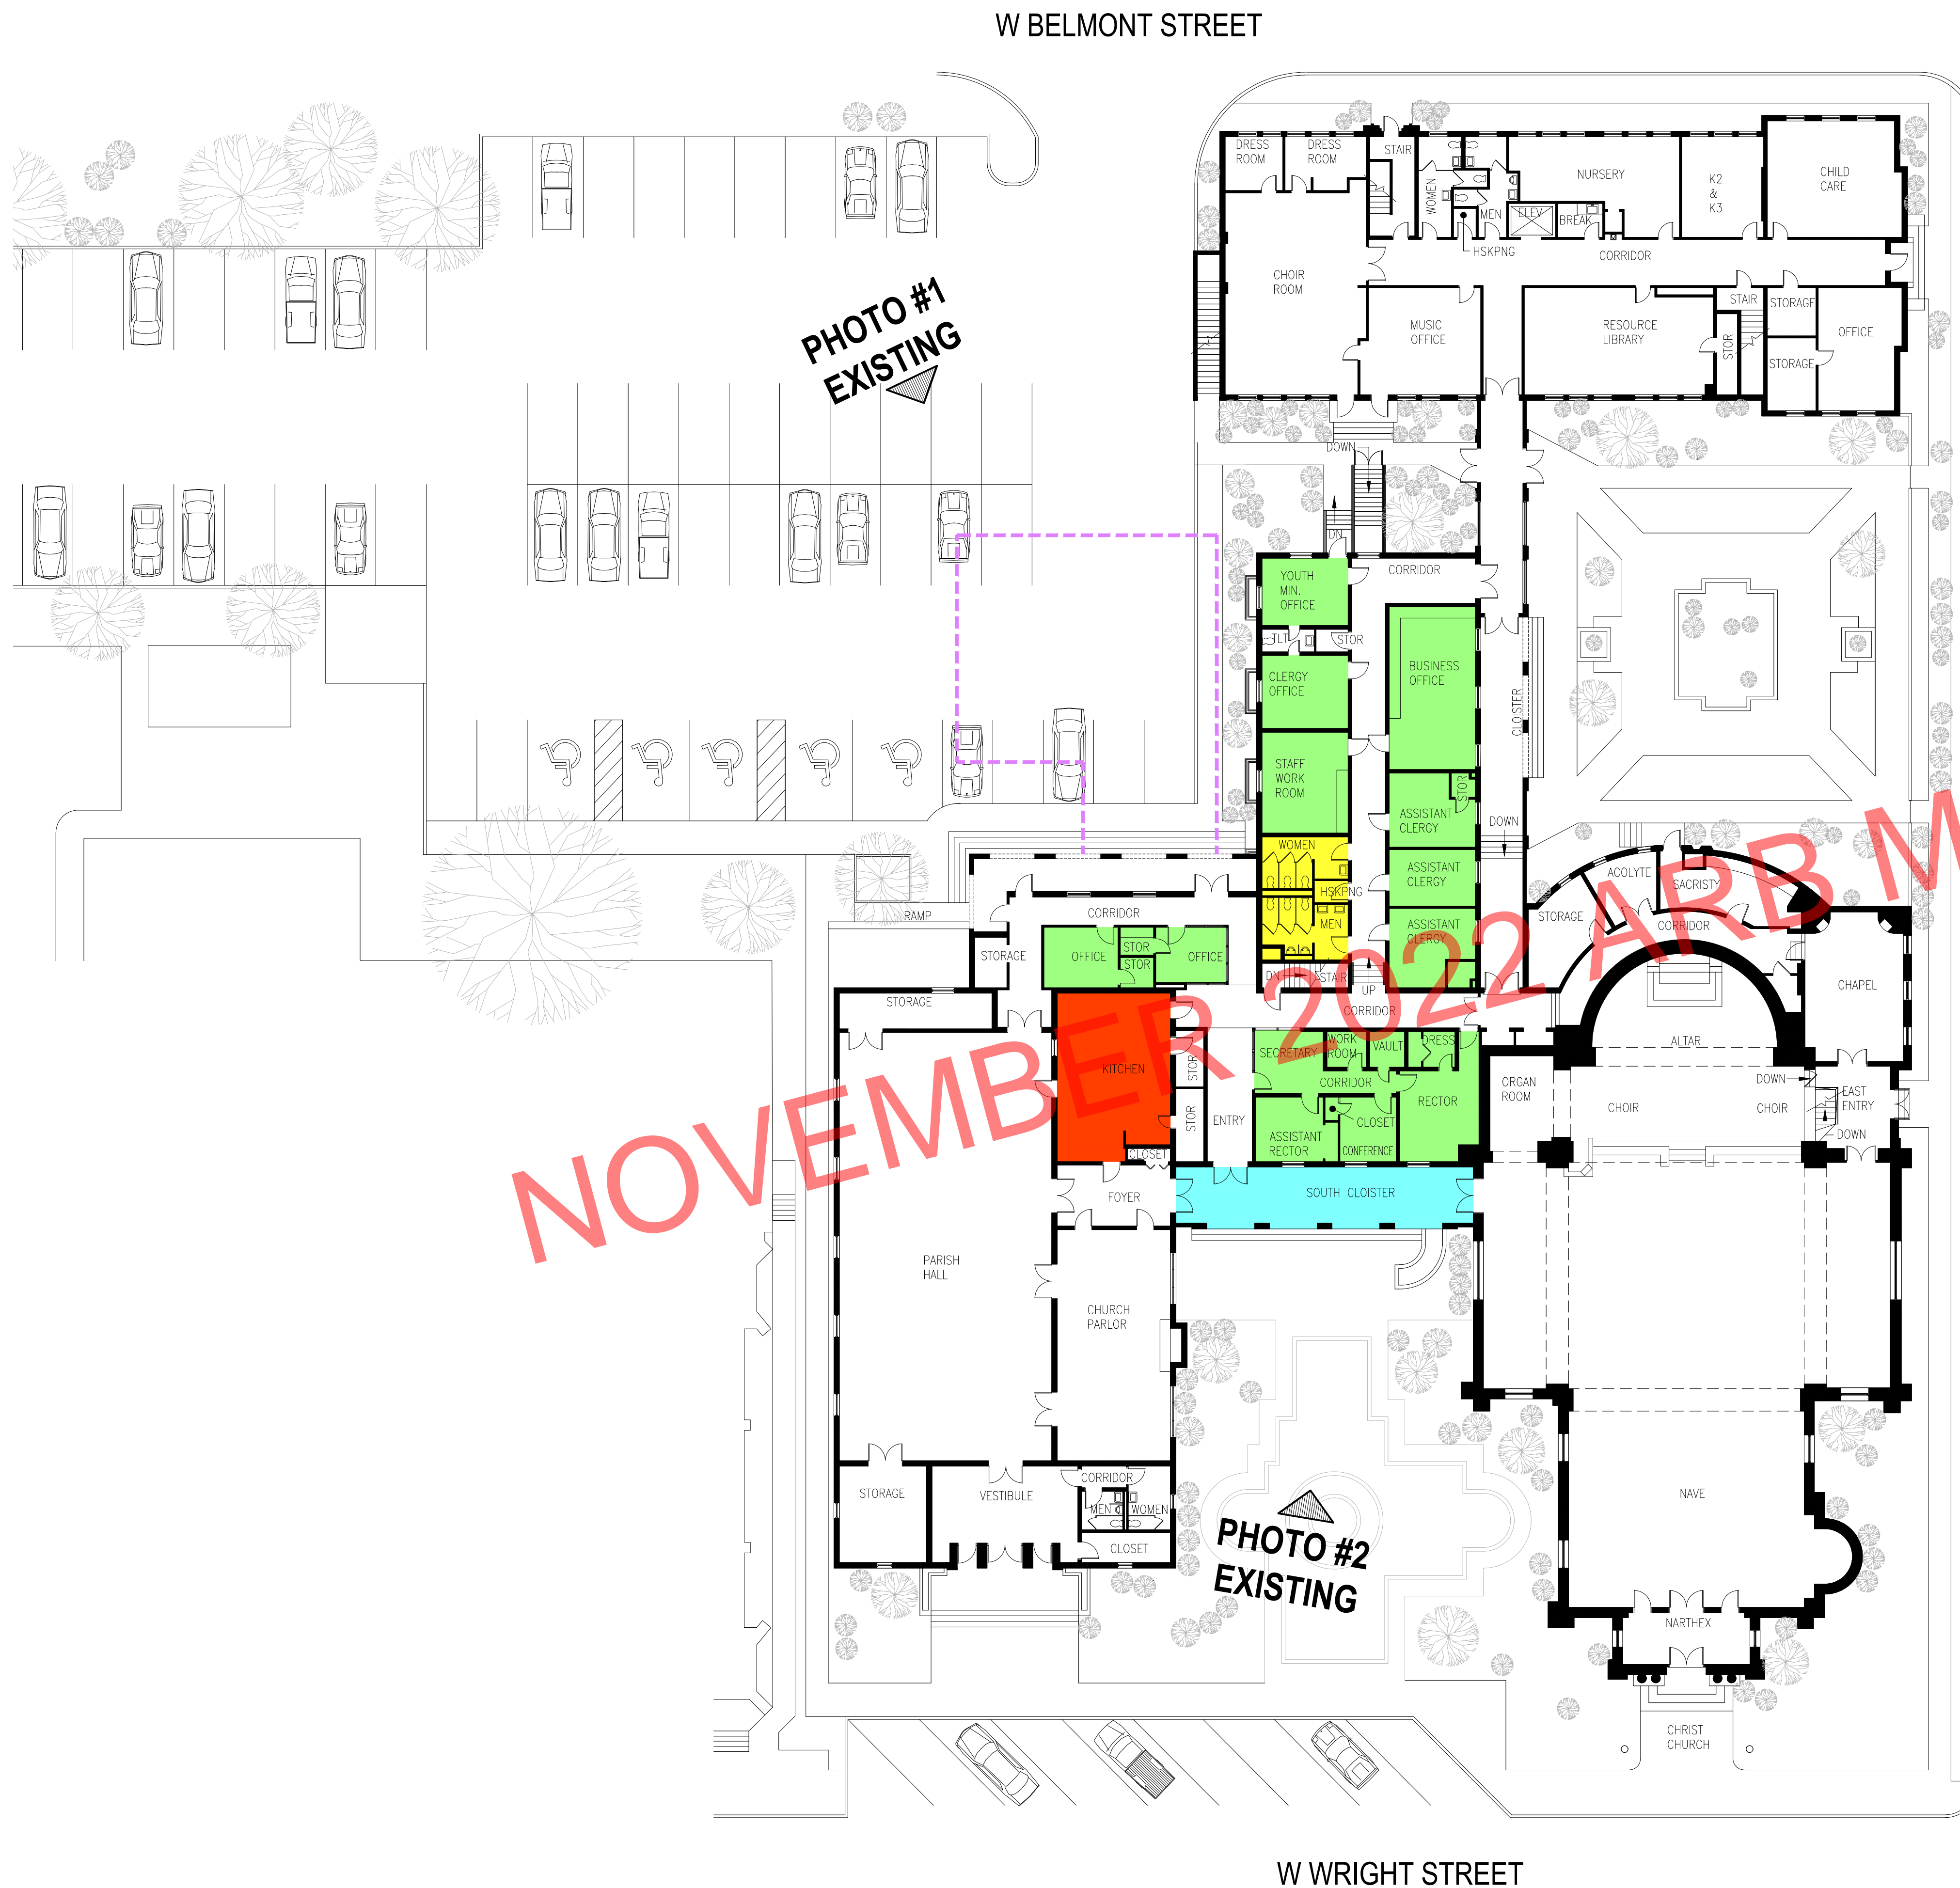 W BELMONT STREET
DRESS
ROOM
DRESS
ROOM
STAIR
WOMEN
MEN
ELEV
BREAK
HSKPNG
NURSERY
K2
&
K3
CHILD
CARE
CORRIDOR
CHOIR
ROOM
MUSIC
OFFICE
RESOURCE
LIBRARY
STOR
STAIR
STORAGE
STORAGE
OFFICE
PHOTO #1
EXISTING
DOWN
DN
CORRIDOR
YOUTH
MIN.
OFFICE
TLT
STOR
CLERGY
OFFICE
BUSINESS
OFFICE
CLOISTER
STAFF
WORK
ROOM
STOR
ASSISTANT
CLERGY
DOWN
WOMEN
HSKPNG
MEN
ASSISTANT
CLERGY
ASSISTANT
CLERGY
ACOLYTE
SACRISTY
STORAGE
CORRIDOR
CHAPEL
RAMP
CORRIDOR
STORAGE
OFFICE
STOR
STOR
OFFICE
DN
STAIR
UP
CORRIDOR
STORAGE
KITCHEN
STOR
STOR
ENTRY
SECRETARY
WORK
ROOM
VAULT
DRESS
CORRIDOR
RECTOR
CLOSET
ASSISTANT
RECTOR
CONFERENCE
ALTAR
ORGAN
ROOM
CHOIR
CHOIR
DOWN
EAST
ENTRY
DOWN
CLOSET
FOYER
SOUTH CLOISTER
NOVEMBER 2022 ARB M
PARISH
HALL
CHURCH
PARLOR
STORAGE
VESTIBULE
CORRIDOR
MEN
WOMEN
CLOSET
PHOTO #2
EXISTING
NAVE
NARTHEX
CHRIST
CHURCH
W WRIGHT STREET